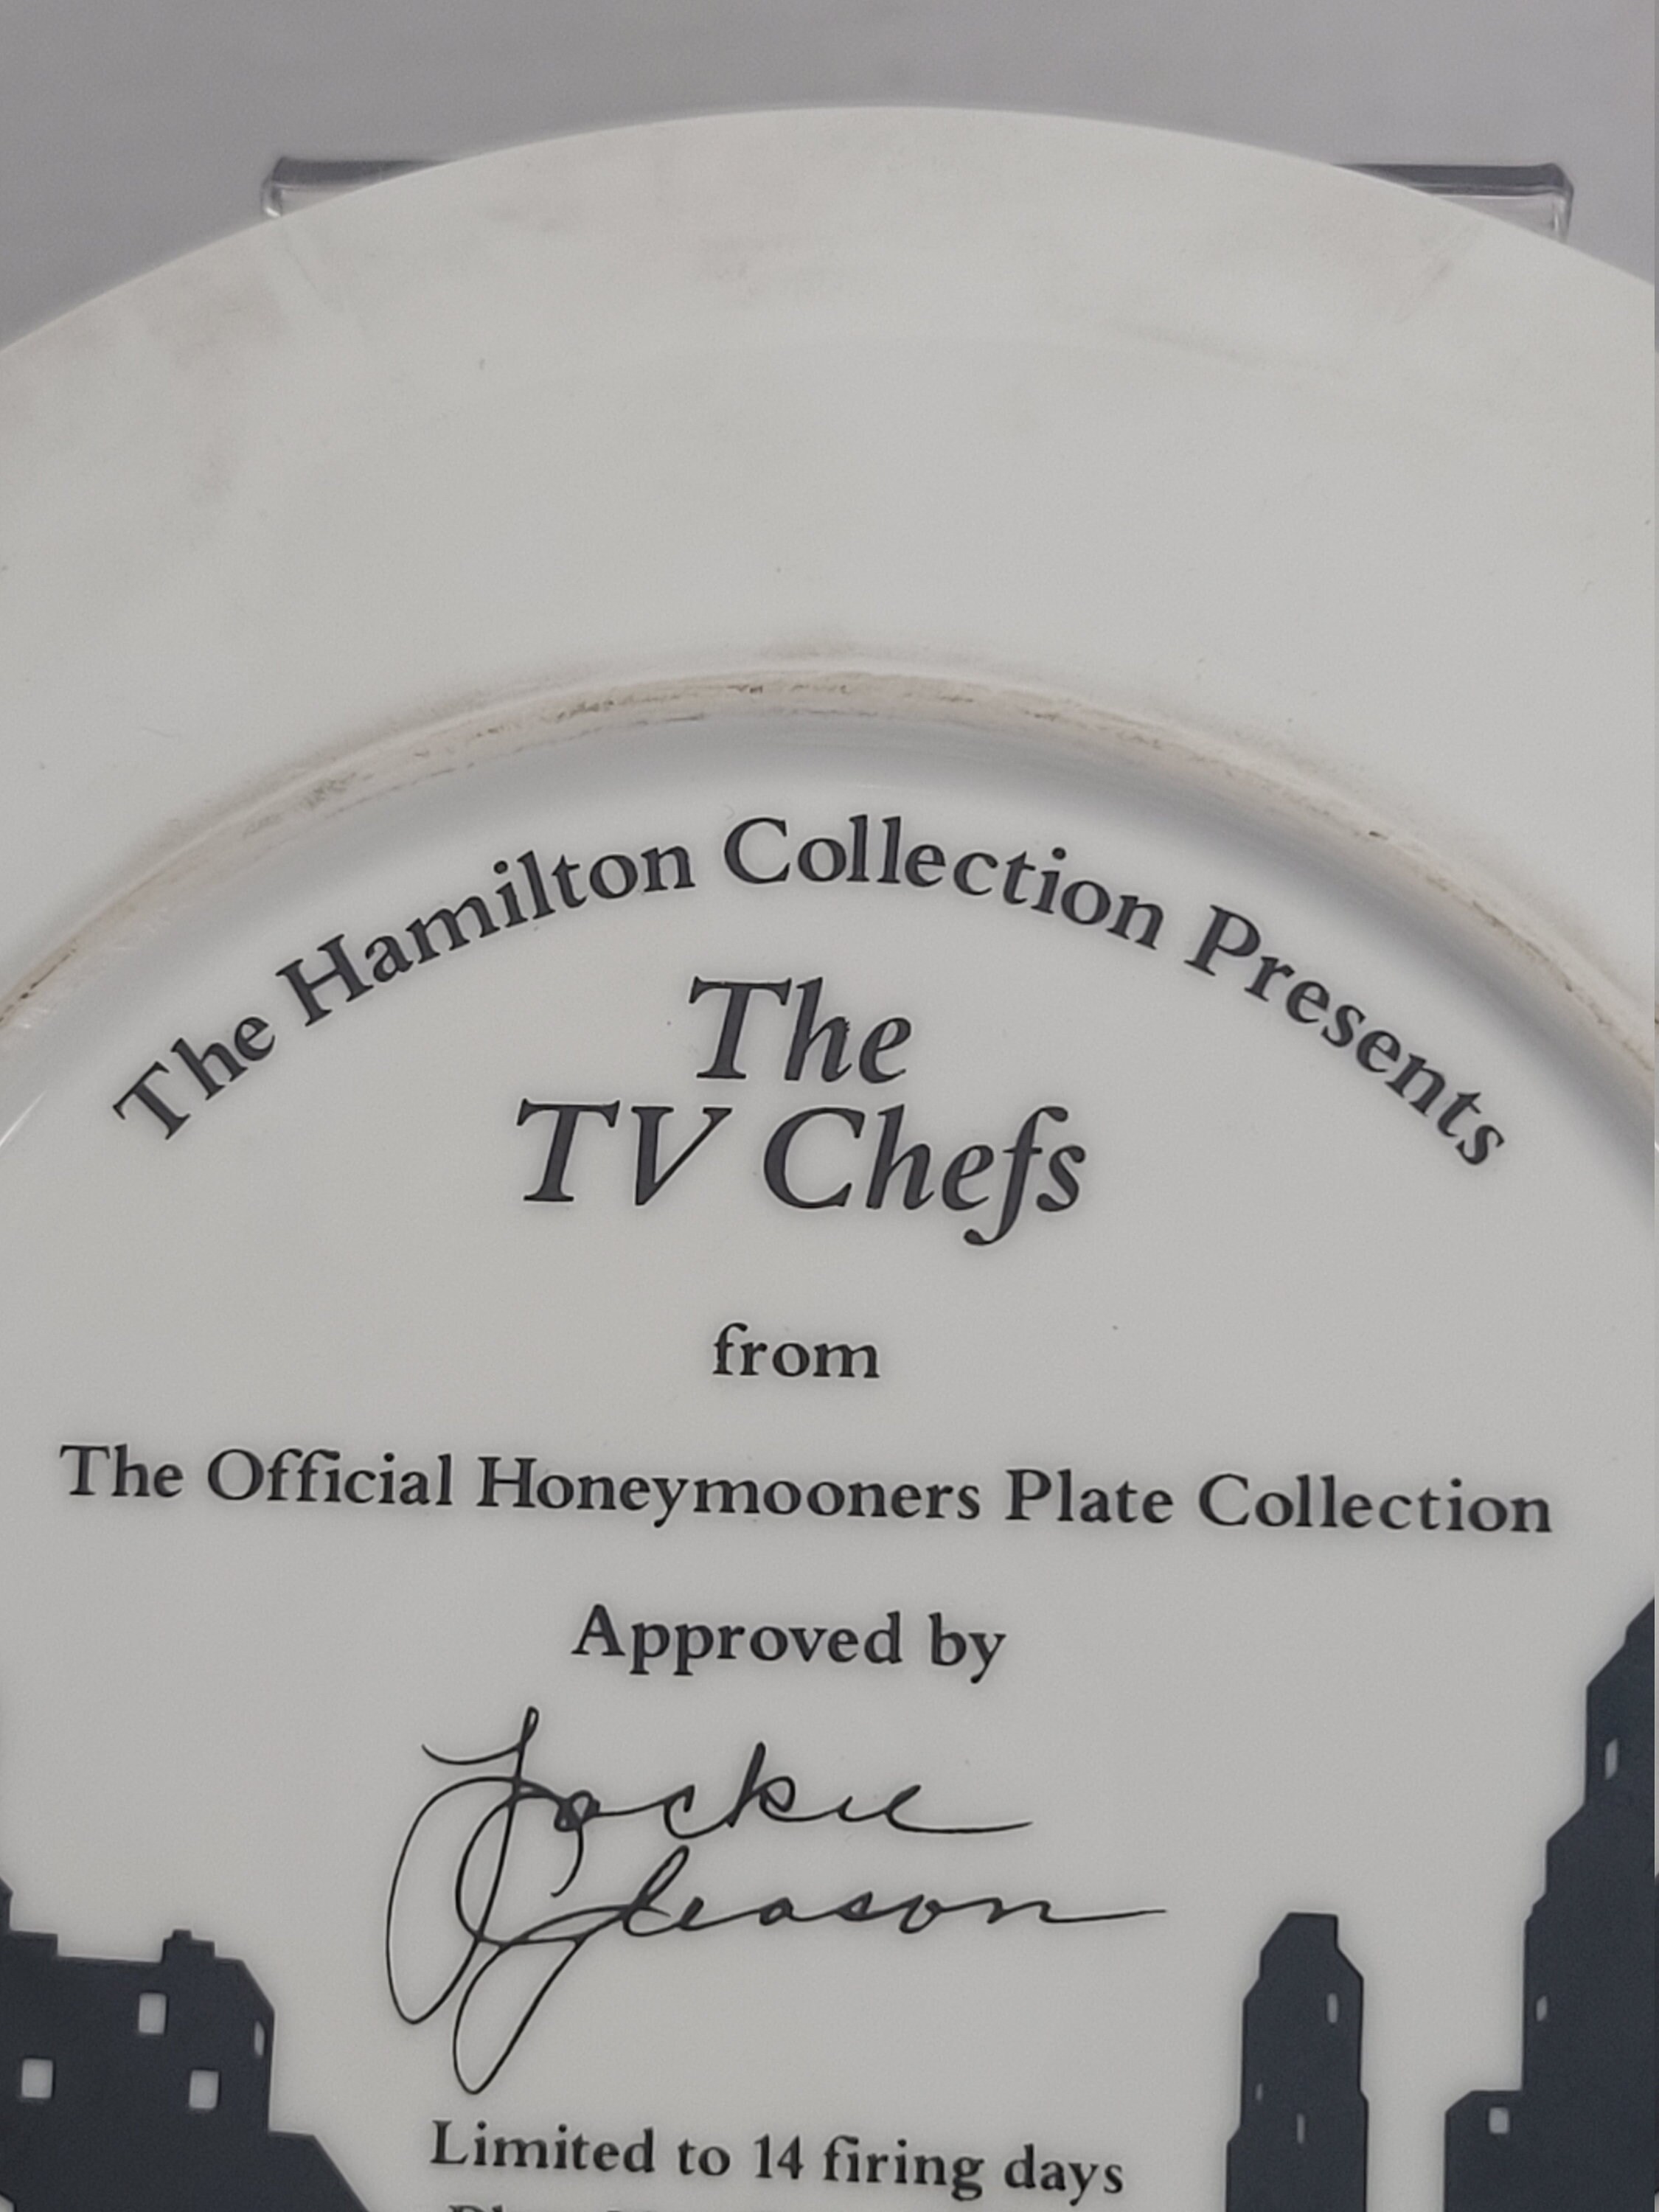 The Hamilton Collection Presents
The
TV Chefs
from
The Official Honeymooners Plate Collection
Approved by
Jackie
Gleason
Limited to 14 firing days